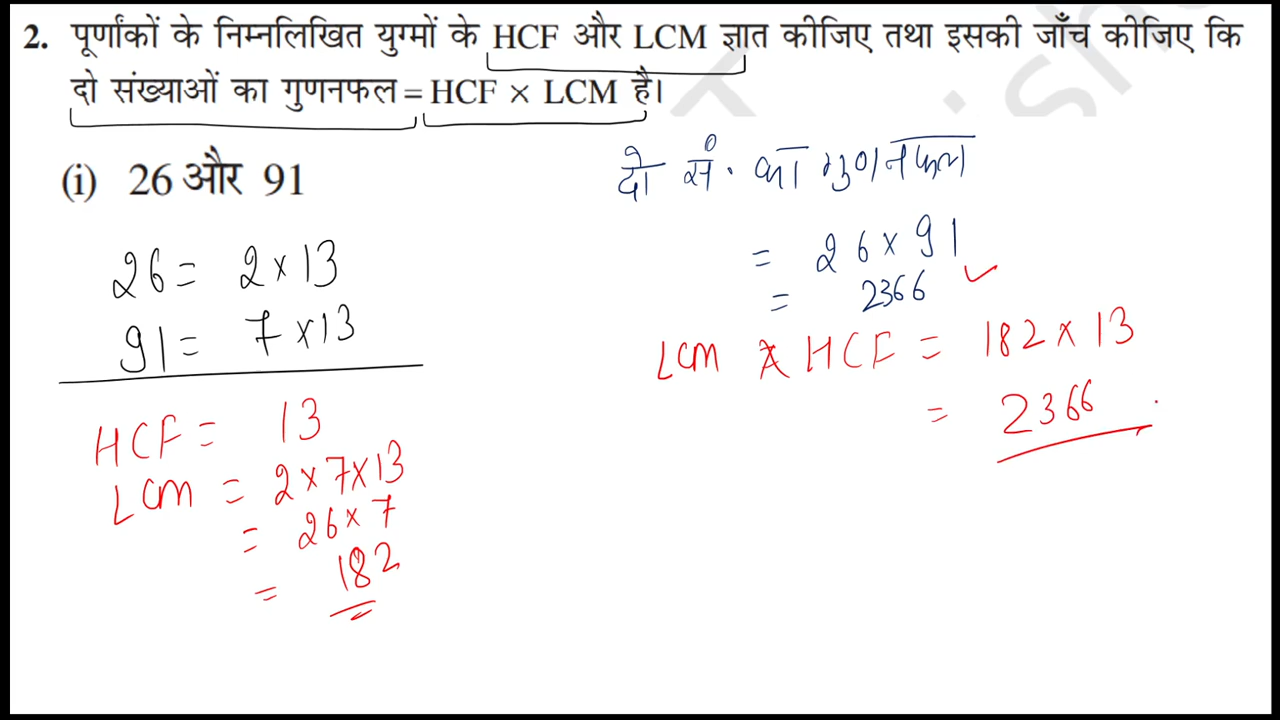 2. पूर्णांकों के निम्नलिखित युग्मों के HCF और LCM ज्ञात कीजिए तथा इसकी जाँच कीजिए कि
दो संख्याओं का गुणनफल = HCF × LCM है।
(i) 26 और 91
26 = 2 × 13
91 = 7 × 13
HCF = 13
LCM = 2 × 7 × 13
= 26 × 7
= 182
दो सं० का गुणनफल
= 26 × 91
= 2366 ✓
LCM × HCF = 182 × 13
= 2366